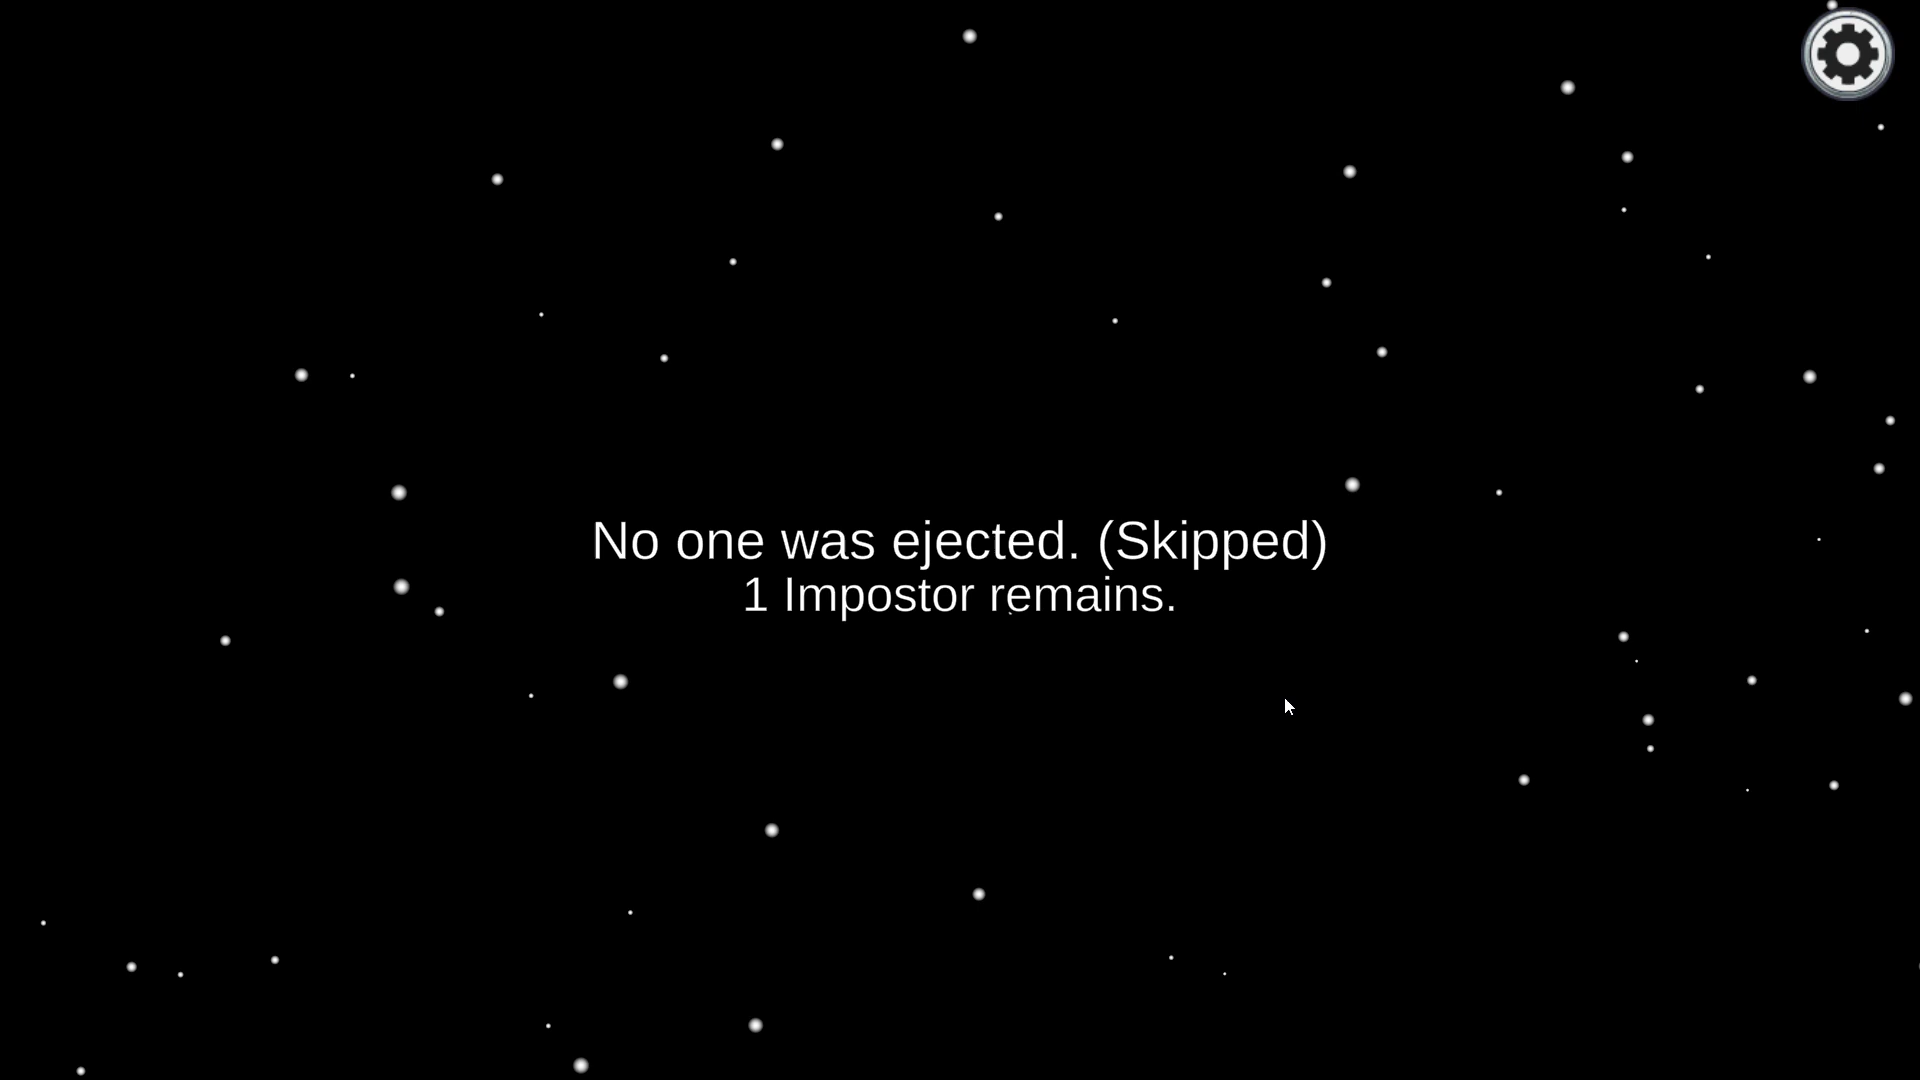 No one was ejected. (Skipped)
1 Impostor remains.